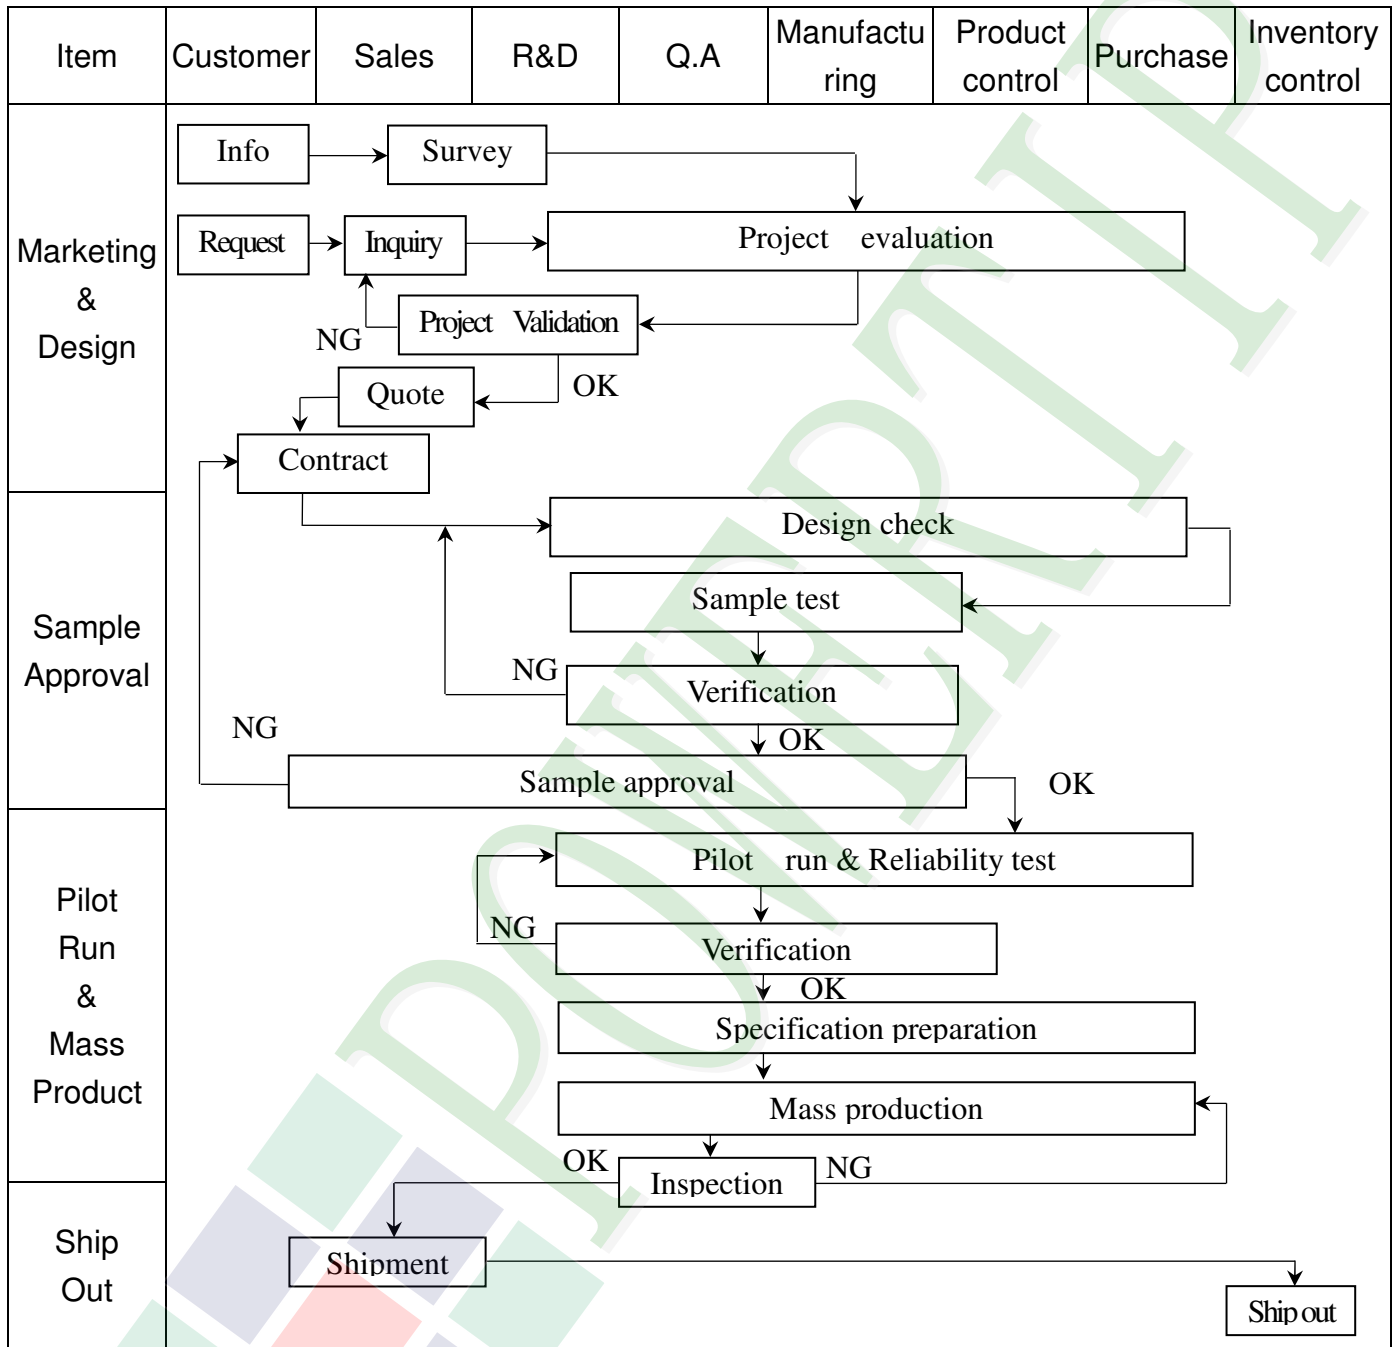 Item
Customer
Sales
R&D
Q.A
Manufactu
ring
Product
control
Purchase
Inventory
control
Marketing
&
Design
Info
Survey
Request
Inquiry
Project evaluation
Project Validation
NG
OK
Quote
Contract
Sample
Approval
Design check
Sample test
NG
Verification
OK
NG
Sample approval
OK
Pilot
Run
&
Mass
Product
Pilot run & Reliability test
NG
Verification
OK
Specification preparation
Mass production
OK
Inspection
NG
Ship
Out
Shipment
Ship out
POWERTIP